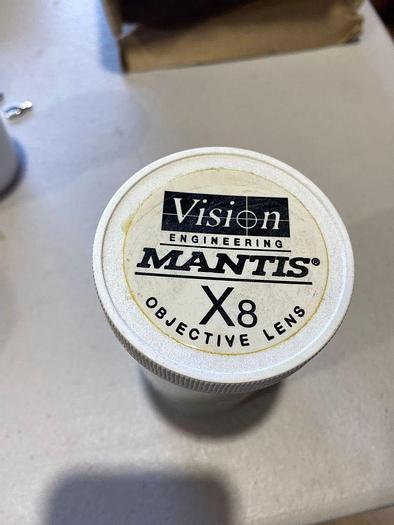 Vision
ENGINEERING
MANTIS®
X8
OBJECTIVE LENS